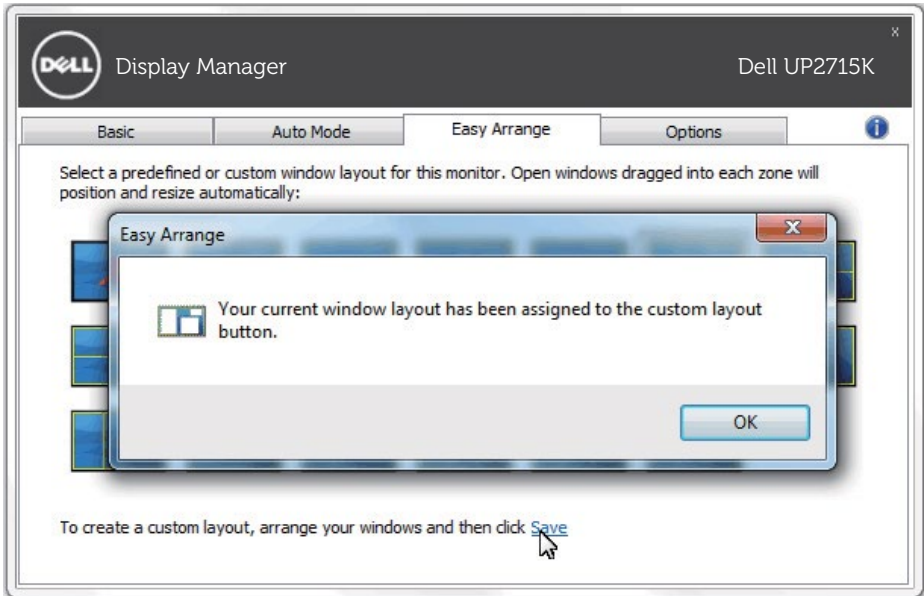 x
DELL
Display Manager
Dell UP2715K
Basic
Auto Mode
Easy Arrange
Options
i
Select a predefined or custom window layout for this monitor. Open windows dragged into each zone will
position and resize automatically:
Easy Arrange
x
Your current window layout has been assigned to the custom layout
button.
OK
To create a custom layout, arrange your windows and then click Save